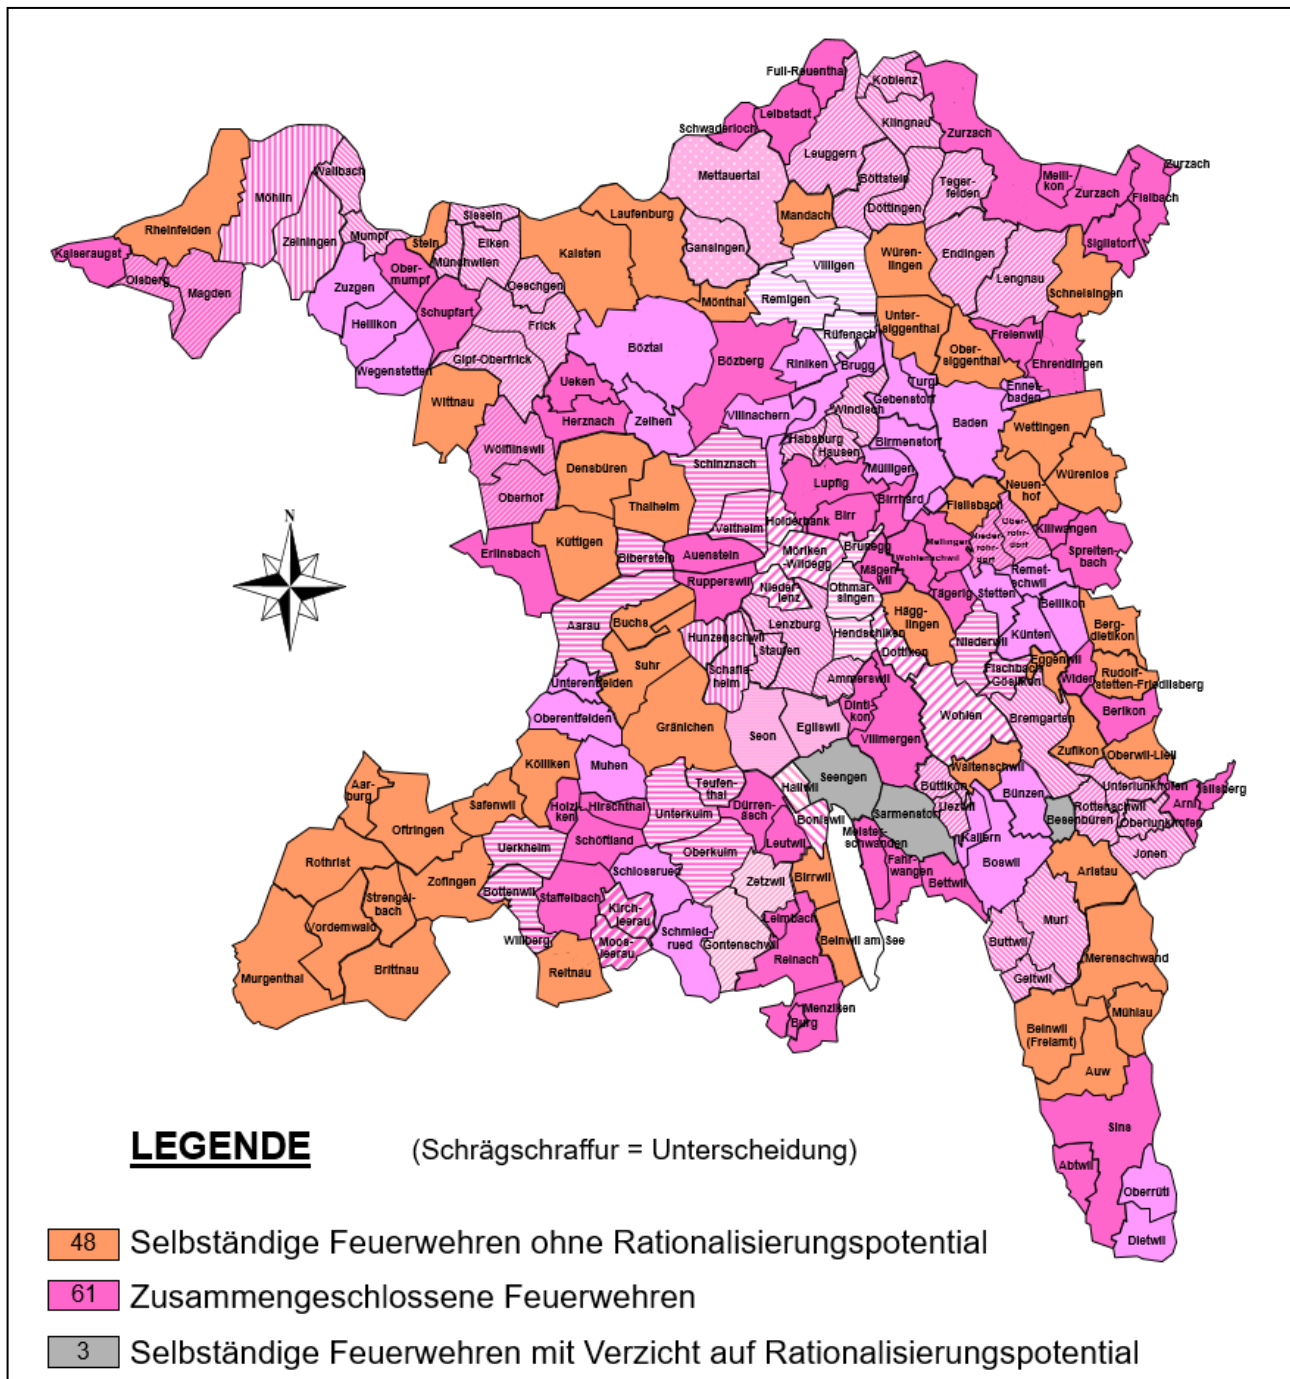 Full-Reuenthal
Koblenz
Leibstadt
Klingnau
Schwaderloch
Zurzach
Leuggern
Zurzach
Wallbach
Mettauertal
Böttstein
Teger-
felden
Melli-
kon
Zurzach
Fisibach
Möhlin
Sisseln
Laufenburg
Mandach
Döttingen
Rheinfelden
Mumpf
Stein
Eiken
Siglistorf
Zeiningen
Kaiseraugst
Münchwilen
Kaisten
Gansingen
Villigen
Würen-
lingen
Endingen
Olsberg
Ober-
mumpf
Lengnau
Magden
Zuzgen
Oeschgen
Mönthal
Remigen
Schneisingen
Schupfart
Frick
Unter-
siggenthal
Hellikon
Rüfenach
Freienwil
Böztal
Bözberg
Ober-
siggenthal
Gipf-Oberfrick
Riniken
Brugg
Ehrendingen
Wegenstetten
Ueken
Turgi
Ennet-
baden
Wittnau
Gebenstorf
Herznach
Zeihen
Villnachern
Windisch
Baden
Wettingen
Wölflinswil
Habsburg
Birmenstorf
Hausen
Densbüren
Schinznach
Mülligen
Würenlos
Lupfig
Neuen-
hof
Oberhof
Thalheim
Birrhard
Fislisbach
Veltheim
Holderbank
Birr
Ober-
rohr-
dorf
Killwangen
Küttigen
Mellingen
Nieder-
rohr-
dorf
Erlinsbach
Biberstein
Auenstein
Möriken
-Wildegg
Brunegg
Wohlenschwil
Spreiten-
bach
Mägen-
wil
Remet-
schwil
Rupperswil
Nieder-
lenz
Othmar-
singen
Tägerig
Stetten
Bellikon
Buchs
Hägg-
lingen
Aarau
Lenzburg
Hendschiken
Künten
Berg-
dietikon
Hunzenschwil
Niederwil
Staufen
Dottikon
Suhr
Eggenwil
Schafis-
heim
Fischbach-
Göslikon
Widen
Rudolf-
stetten-Friedlisberg
Unterentfelden
Ammerswil
Oberentfelden
Dinti-
kon
Wohlen
Bremgarten
Berikon
Gränichen
Seon
Egliswil
Villmergen
Zufikon
Oberwil-Lieli
Kölliken
Muhen
Waltenschwil
Aar-
burg
Teufen-
thal
Hallwil
Seengen
Büttikon
Unterlunkhofen
Islisberg
Safenwil
Holzi-
ken
Hirschthal
Unterkulm
Dürren-
äsch
Uezwil
Bünzen
Rottenschwil
Arni
Oftringen
Boniswil
Sarmenstorf
Besenbüren
Oberlunkhofen
Schöftland
Meister-
schwanden
Kallern
Uerkheim
Leutwil
Rothrist
Oberkulm
Boswil
Jonen
Zofingen
Schlossrued
Zetzwil
Birrwil
Fahr-
wangen
Aristau
Bottenwil
Staffelbach
Bettwil
Strengel-
bach
Kirch-
leerau
Leimbach
Muri
Vordemwald
Wiliberg
Schmied-
rued
Gontenschwil
Beinwil am See
Buttwil
Moos-
leerau
Merenschwand
Brittnau
Reitnau
Reinach
Geltwil
Murgenthal
Menziken
Mühlau
Burg
Beinwil
(Freiamt)
Auw
Sins
Abtwil
Oberrüti
Dietwil
N
LEGENDE (Schrägschraffur = Unterscheidung)
48 Selbständige Feuerwehren ohne Rationalisierungspotential
61 Zusammengeschlossene Feuerwehren
3 Selbständige Feuerwehren mit Verzicht auf Rationalisierungspotential